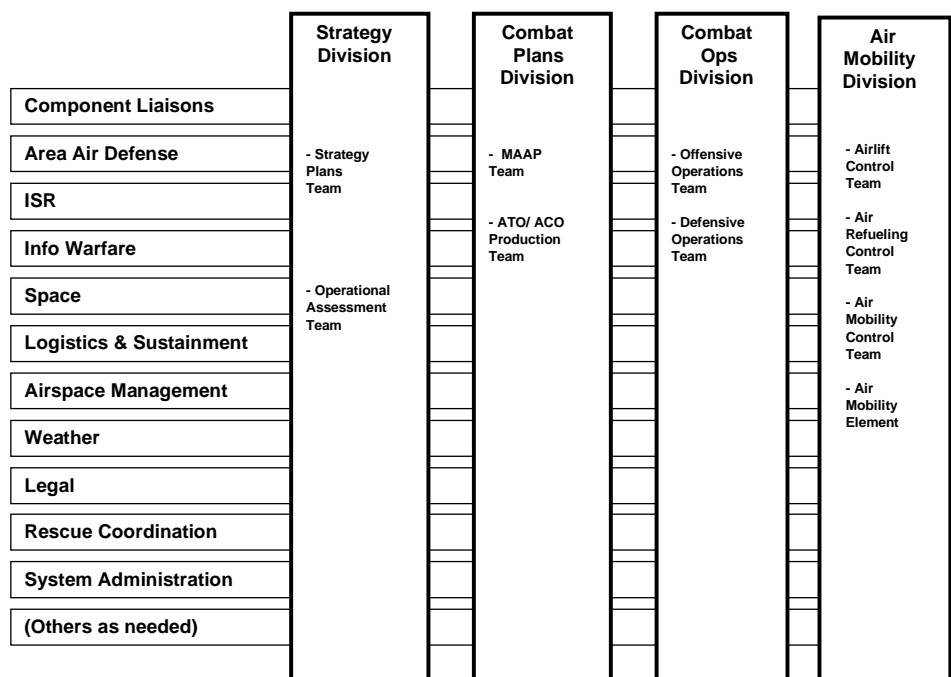 Strategy
Division
Combat
Plans
Division
Combat
Ops
Division
Air
Mobility
Division
Component Liaisons
Area Air Defense
ISR
Info Warfare
Space
Logistics & Sustainment
Airspace Management
Weather
Legal
Rescue Coordination
System Administration
(Others as needed)
- Strategy
Plans
Team
- Operational
Assessment
Team
- MAAP
Team
- ATO/ ACO
Production
Team
- Offensive
Operations
Team
- Defensive
Operations
Team
- Airlift
Control
Team
- Air
Refueling
Control
Team
- Air
Mobility
Control
Team
- Air
Mobility
Element